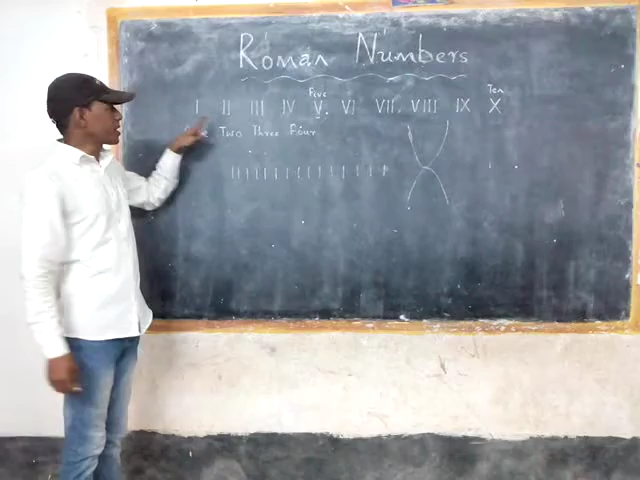 Roman Numbers
Five Ten
I II III IV V. VI VII. VIII IX X
Two Three Four